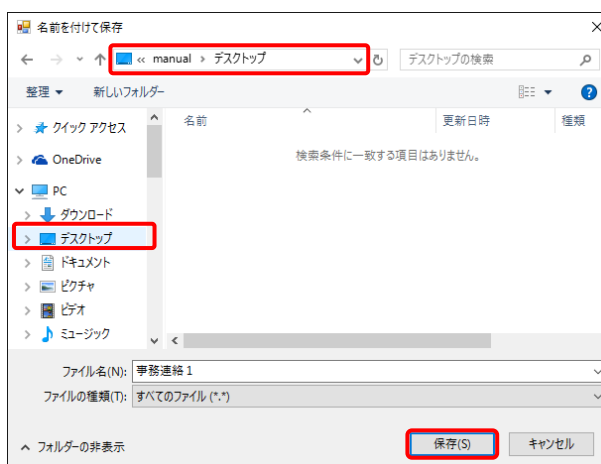 名前を付けて保存
« manual › デスクトップ
デスクトップの検索
整理
新しいフォルダー
名前
更新日時
種類
検索条件に一致する項目はありません。
クイック アクセス
OneDrive
PC
ダウンロード
デスクトップ
ドキュメント
ピクチャ
ビデオ
ミュージック
ファイル名(N): 事務連絡1
ファイルの種類(T): すべてのファイル (*.*)
フォルダーの非表示
保存(S)
キャンセル